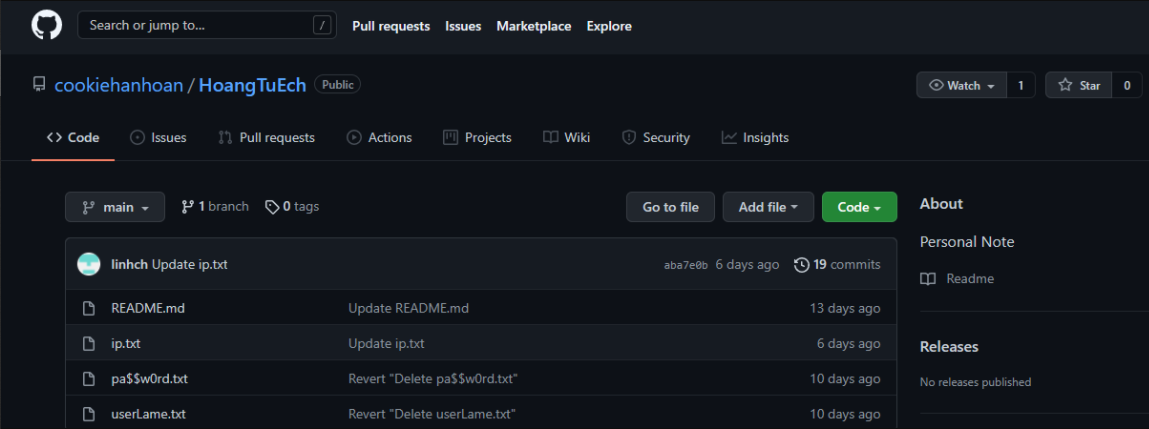 Search or jump to... / Pull requests Issues Marketplace Explore
cookiehanhoan / HoangTuEch Public Watch 1 Star 0
Code Issues Pull requests Actions Projects Wiki Security Insights
main 1 branch 0 tags Go to file Add file Code About
Personal Note
linhch Update ip.txt aba7e0b 6 days ago 19 commits
Readme
README.md Update README.md 13 days ago
ip.txt Update ip.txt 6 days ago Releases
pa$$w0rd.txt Revert "Delete pa$$w0rd.txt" 10 days ago No releases published
userLame.txt Revert "Delete userLame.txt" 10 days ago